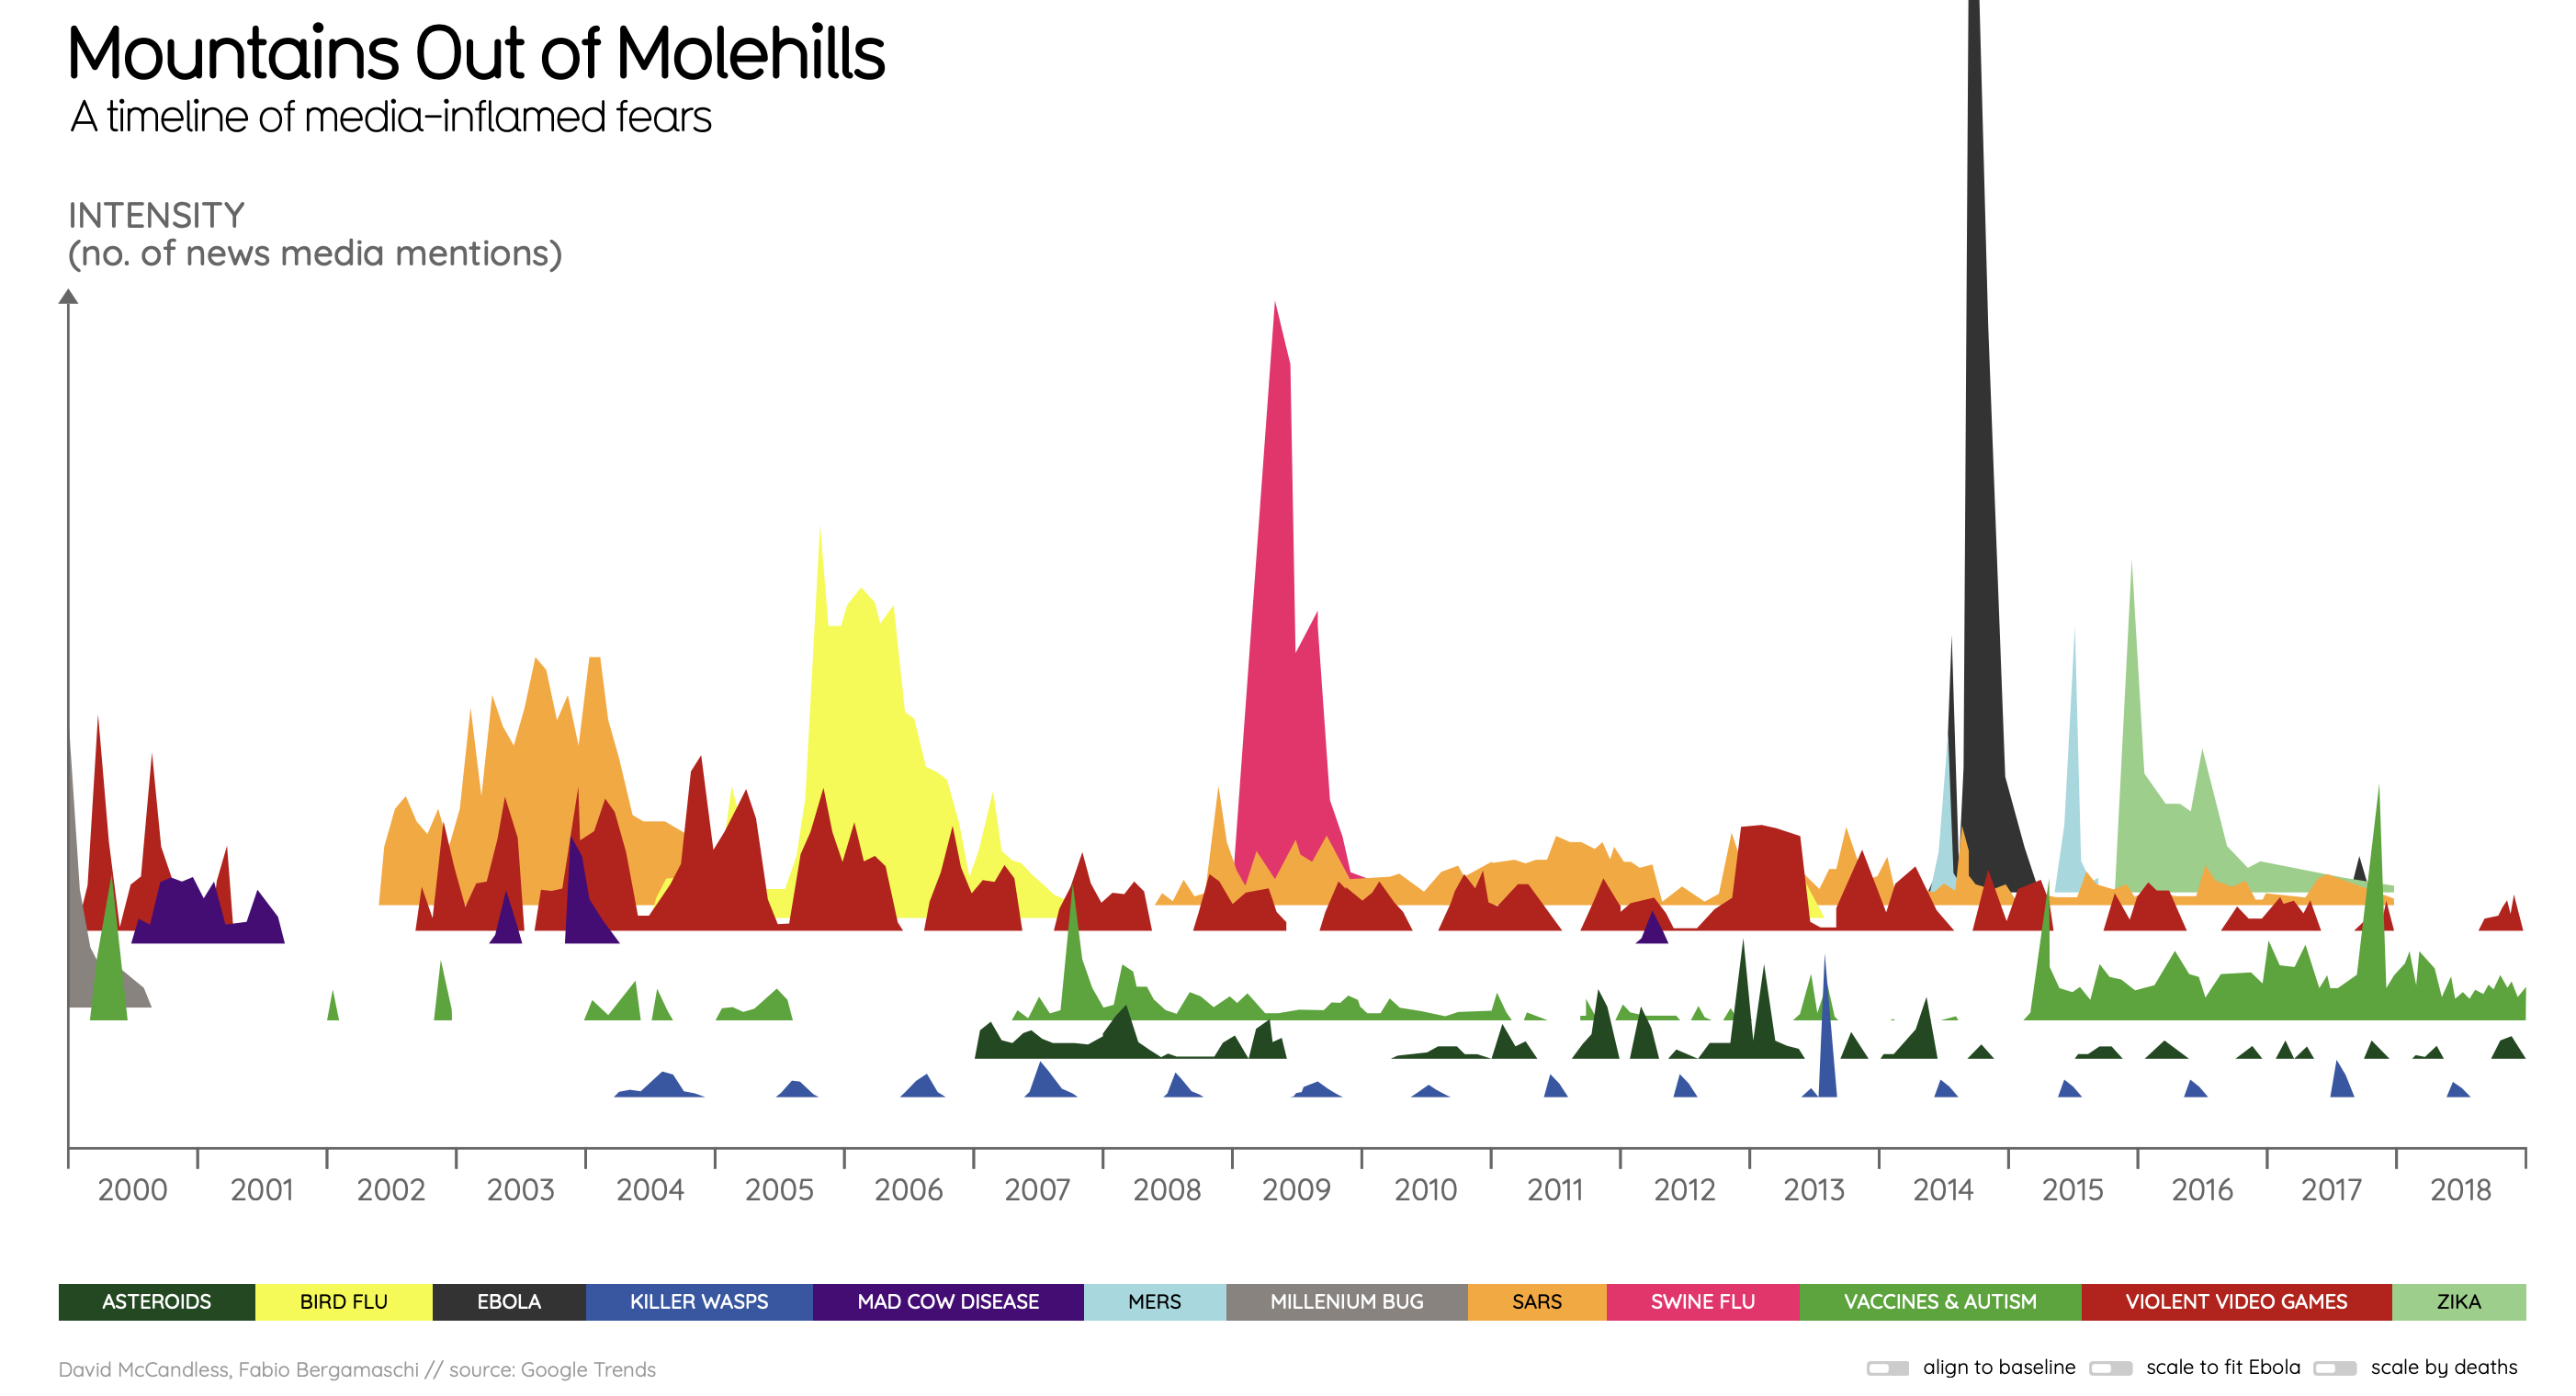 Mountains Out of Molehills
A timeline of media-inflamed fears
INTENSITY
(no. of news media mentions)
2000 2001 2002 2003 2004 2005 2006 2007 2008 2009 2010 2011 2012 2013 2014 2015 2016 2017 2018
ASTEROIDS BIRD FLU EBOLA KILLER WASPS MAD COW DISEASE MERS MILLENIUM BUG SARS SWINE FLU VACCINES & AUTISM VIOLENT VIDEO GAMES ZIKA
David McCandless, Fabio Bergamaschi // source: Google Trends
align to baseline scale to fit Ebola scale by deaths